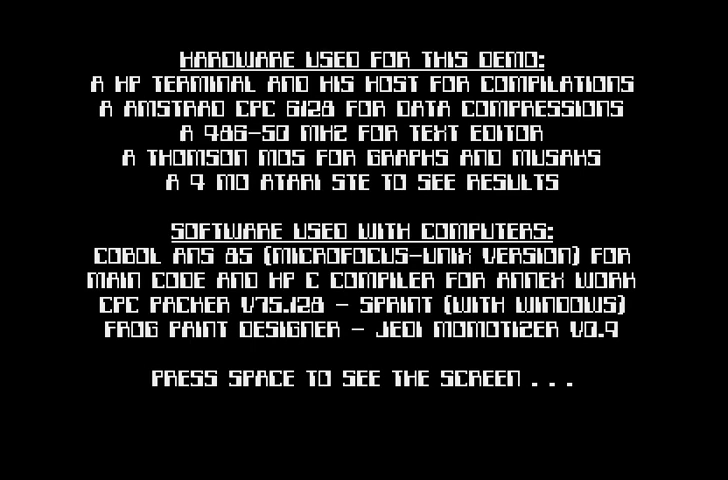 HARDWARE USED FOR THIS DEMO:
A HP TERMINAL AND HIS HOST FOR COMPILATIONS
A AMSTRAD CPC 6128 FOR DATA COMPRESSIONS
A 486-50 MHZ FOR TEXT EDITOR
A THOMSON MO5 FOR GRAPHS AND MUSAKS
A 4 MO ATARI STE TO SEE RESULTS
SOFTWARE USED WITH COMPUTERS:
COBOL ANS 85 (MICROFOCUS-UNIX VERSION) FOR
MAIN CODE AND HP C COMPILER FOR ANNEX WORK
CPC PACKER V75.128 - SPRINT (WITH WINDOWS)
FROG PAINT DESIGNER - JEDI MOMOTIZER V0.4
PRESS SPACE TO SEE THE SCREEN . . .